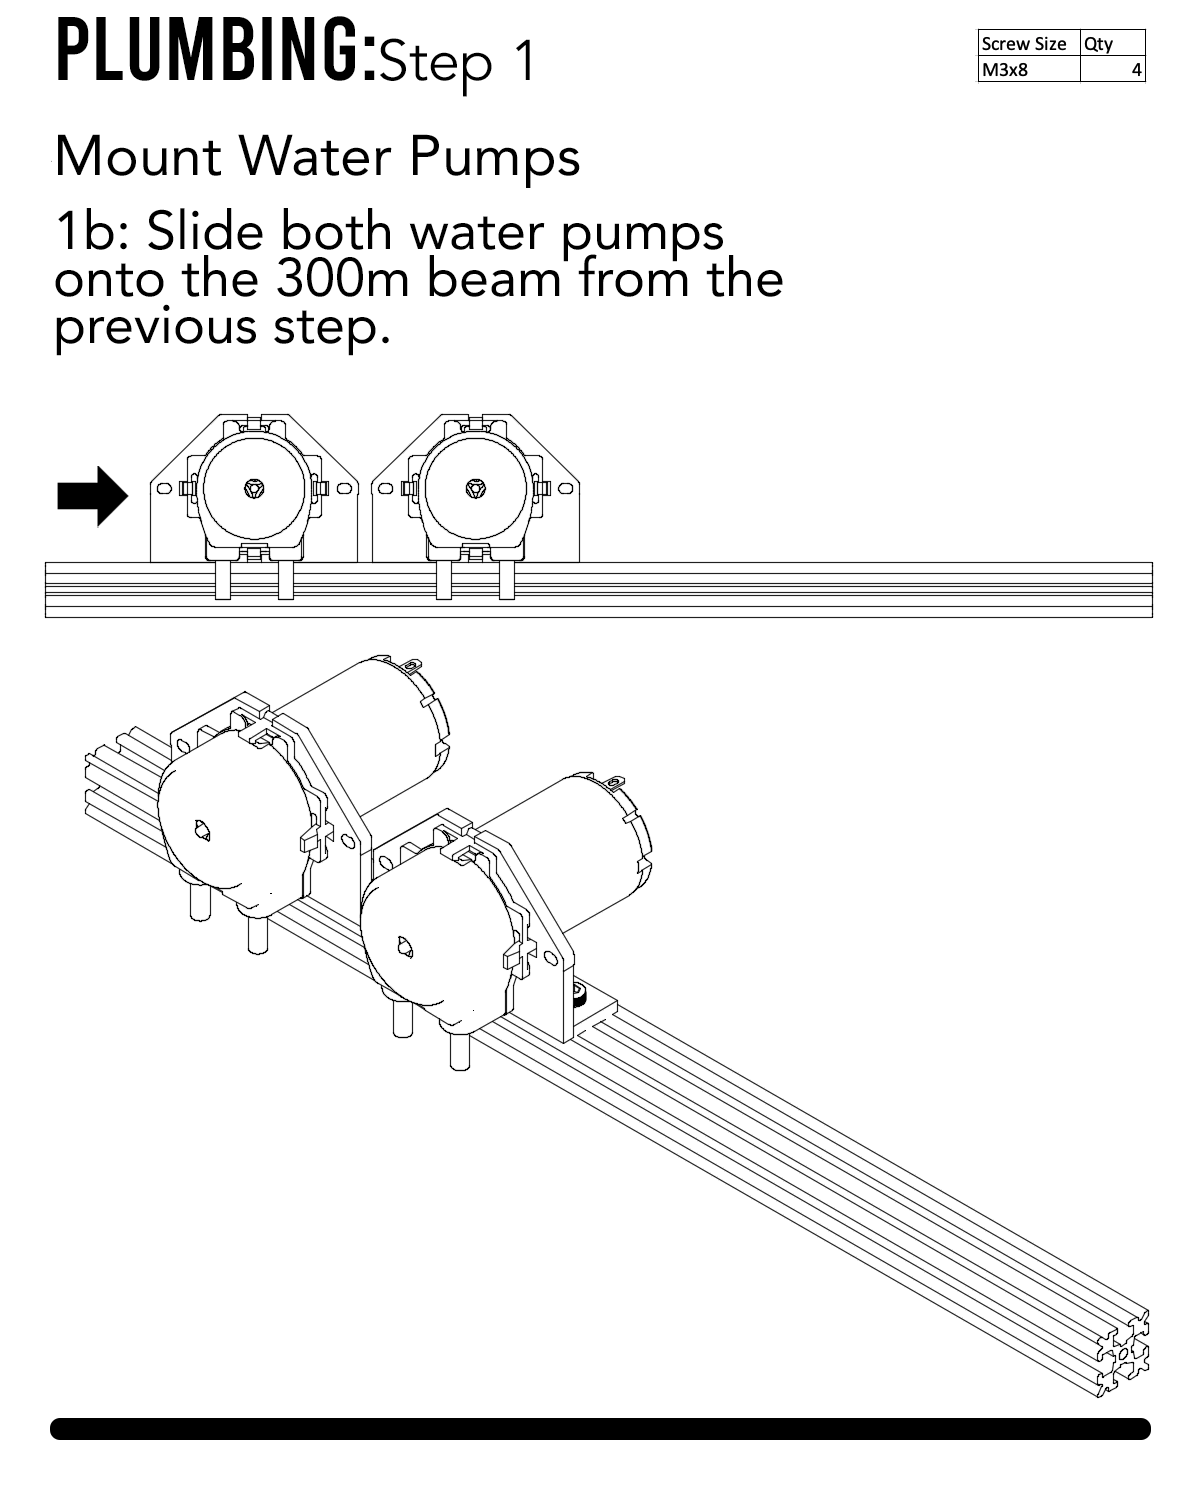 PLUMBING: Step 1
Screw Size Qty
M3x8 4
Mount Water Pumps
1b: Slide both water pumps
onto the 300m beam from the
previous step.